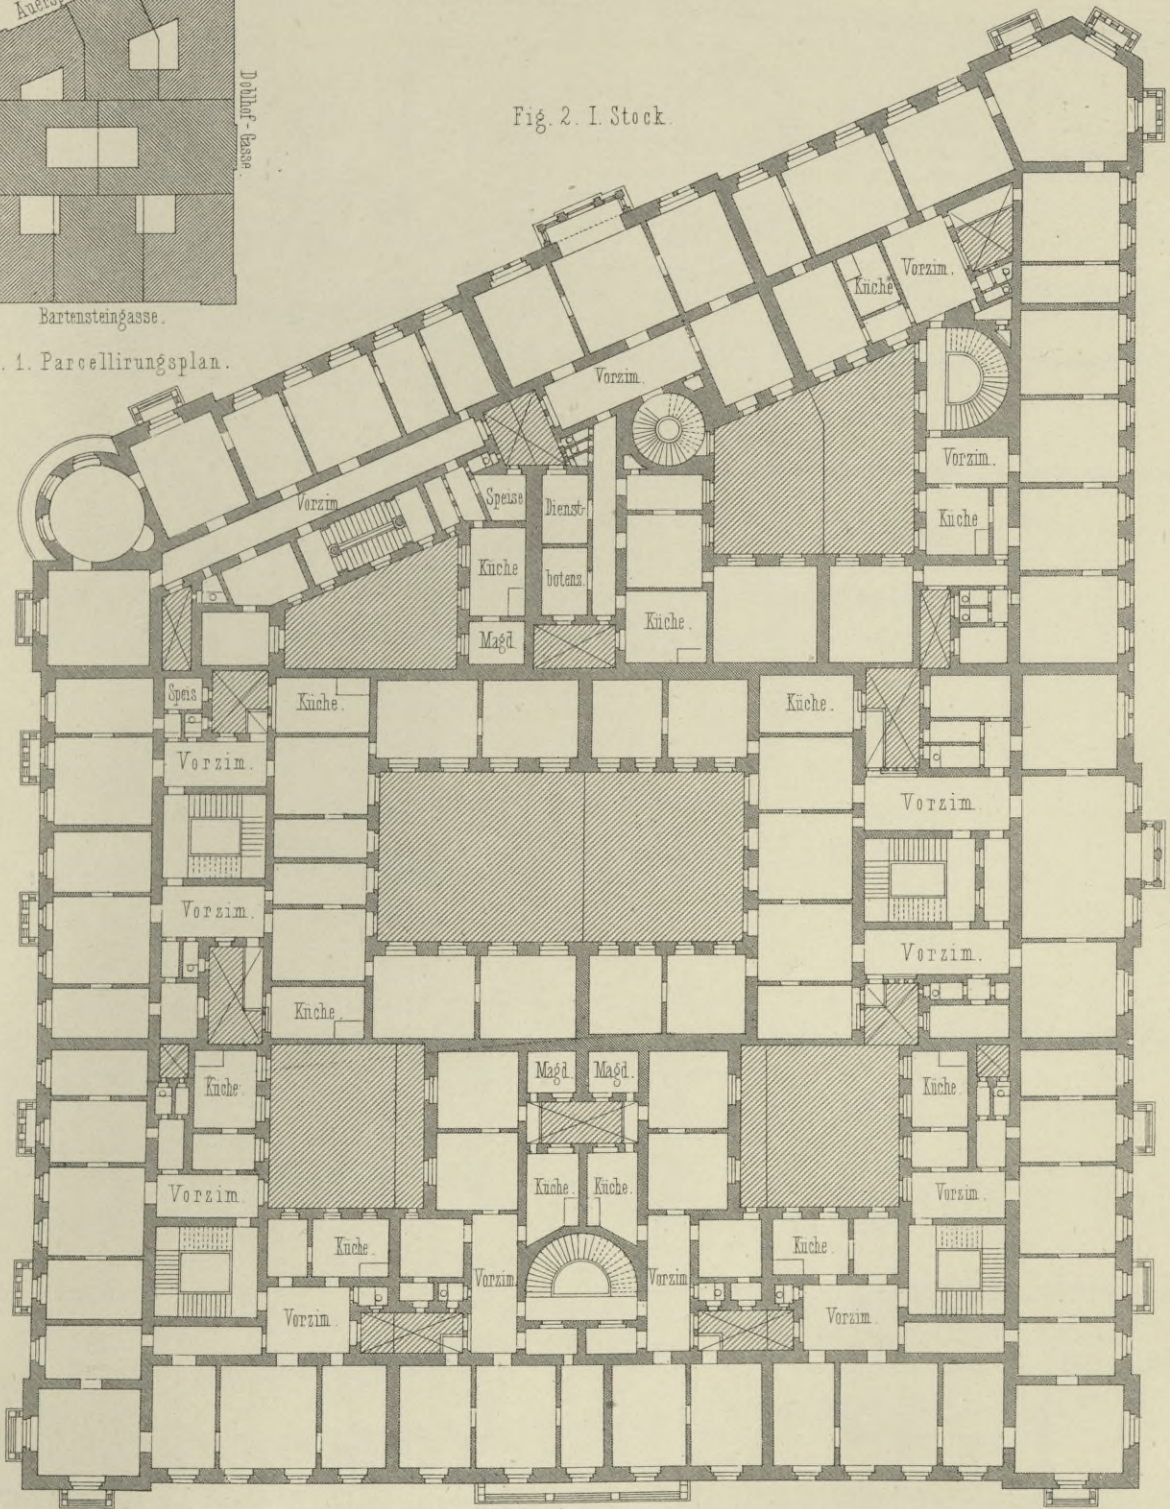 Doblhof-Gasse.
Bartensteingasse.
1. Parcellirungsplan.
Fig. 2. I. Stock.
Küche
Vorzim.
Vorzim.
Vorzim.
Vorzim
Speise
Dienst-
botenz.
Küche
Küche
Küche.
Magd
Speis
Küche.
Küche.
Vorzim.
Vorzim.
Vorzim.
Vorzim.
Küche.
Küche.
Magd.
Magd.
Küche
Vorzim.
Küche.
Küche.
Vorzim.
Küche.
Küche.
Vorzim
Vorzim
Vorzim.
Vorzim.